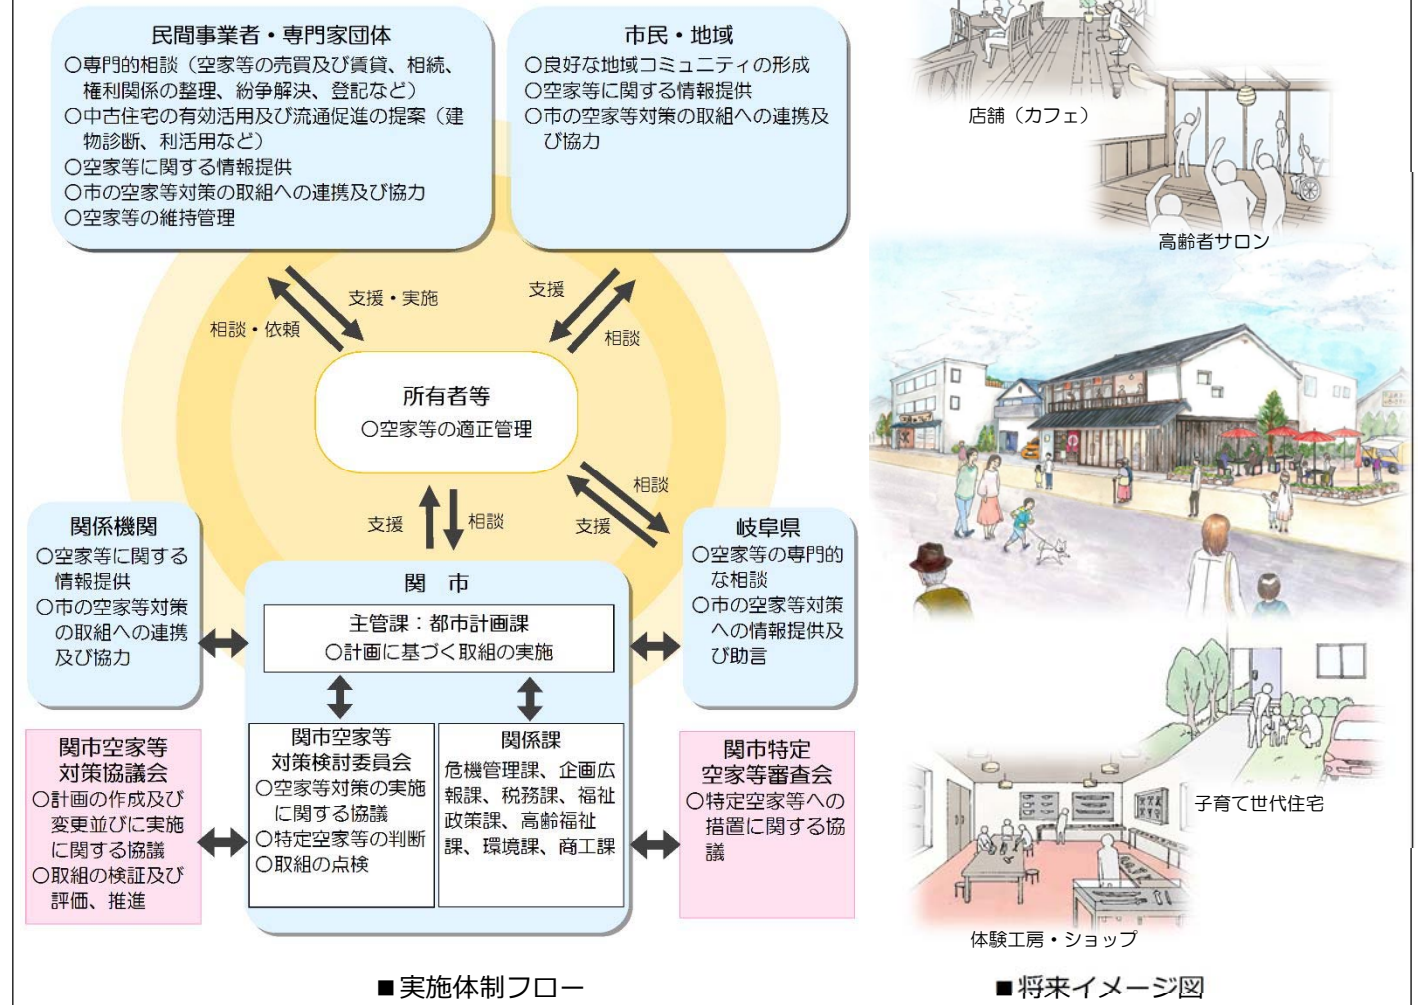 民間事業者・専門家団体
○専門的相談（空家等の売買及び賃貸、相続、
権利関係の整理、紛争解決、登記など）
○中古住宅の有効活用及び流通促進の提案（建
物診断、利活用など）
○空家等に関する情報提供
○市の空家等対策の取組への連携及び協力
○空家等の維持管理
市民・地域
○良好な地域コミュニティの形成
○空家等に関する情報提供
○市の空家等対策の取組への連携及
び協力
支援・実施
相談・依頼
支援
相談
所有者等
○空家等の適正管理
支援
相談
相談
支援
関係機関
○空家等に関する
情報提供
○市の空家等対策
の取組への連携
及び協力
関　市
主管課：都市計画課
○計画に基づく取組の実施
岐阜県
○空家等の専門的
な相談
○市の空家等対策
への情報提供及
び助言
関市空家等
対策協議会
○計画の作成及び
変更並びに実施
に関する協議
○取組の検証及び
評価、推進
関市空家等
対策検討委員会
○空家等対策の実施
に関する協議
○特定空家等の判断
○取組の点検
関係課
危機管理課、企画広
報課、税務課、福祉
政策課、高齢福祉
課、環境課、商工課
関市特定
空家等審査会
○特定空家等への
措置に関する協
議
■実施体制フロー
店舗（カフェ）
高齢者サロン
子育て世代住宅
体験工房・ショップ
■将来イメージ図